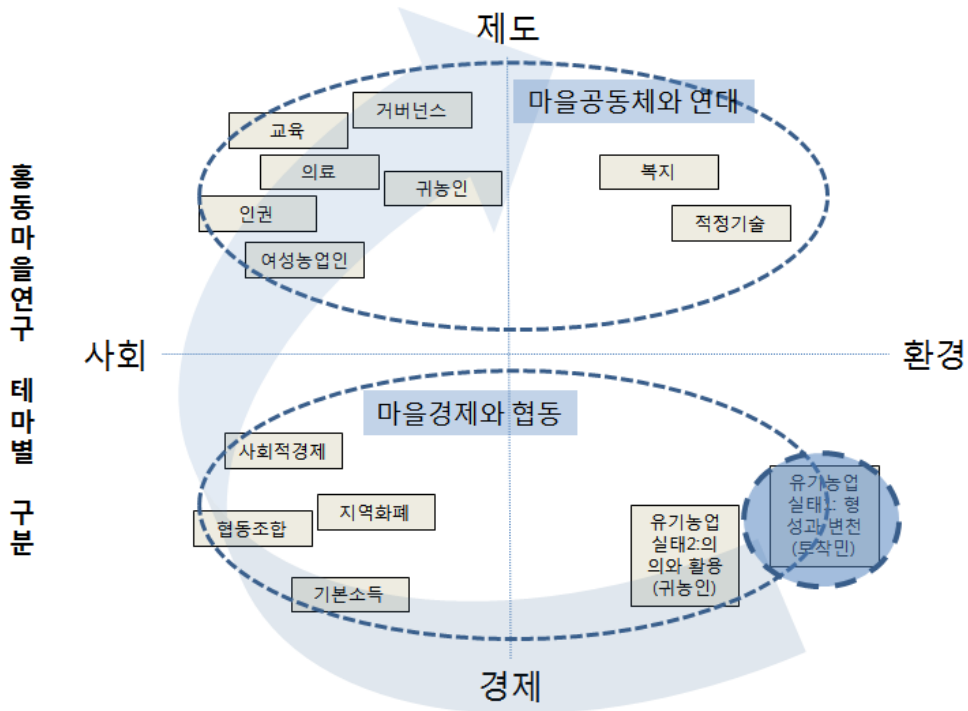 제도
마을공동체와 연대
거버넌스
교육
의료
귀농인
복지
인권
적정기술
여성농업인
홍동마을연구 테마별 구분
사회
환경
마을경제와 협동
사회적경제
지역화폐
협동조합
기본소득
유기농업
실태2:의
의와 활용
(귀농인)
유기농업
실태1: 형
성과 변천
(토착민)
경제